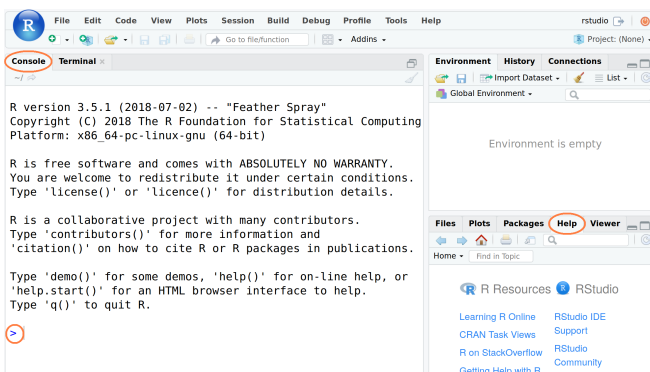 R File Edit Code View Plots Session Build Debug Profile Tools Help rstudio
Go to file/function Addins Project: (None)
Console Terminal
~/
R version 3.5.1 (2018-07-02) -- "Feather Spray"
Copyright (C) 2018 The R Foundation for Statistical Computing
Platform: x86_64-pc-linux-gnu (64-bit)
R is free software and comes with ABSOLUTELY NO WARRANTY.
You are welcome to redistribute it under certain conditions.
Type 'license()' or 'licence()' for distribution details.
R is a collaborative project with many contributors.
Type 'contributors()' for more information and
'citation()' on how to cite R or R packages in publications.
Type 'demo()' for some demos, 'help()' for on-line help, or
'help.start()' for an HTML browser interface to help.
Type 'q()' to quit R.
>
Environment History Connections
Import Dataset List
Global Environment
Environment is empty
Files Plots Packages Help Viewer
Home Find in Topic
R R Resources R RStudio
Learning R Online RStudio IDE
Support
CRAN Task Views
R on StackOverflow RStudio
Community
Getting Help with R